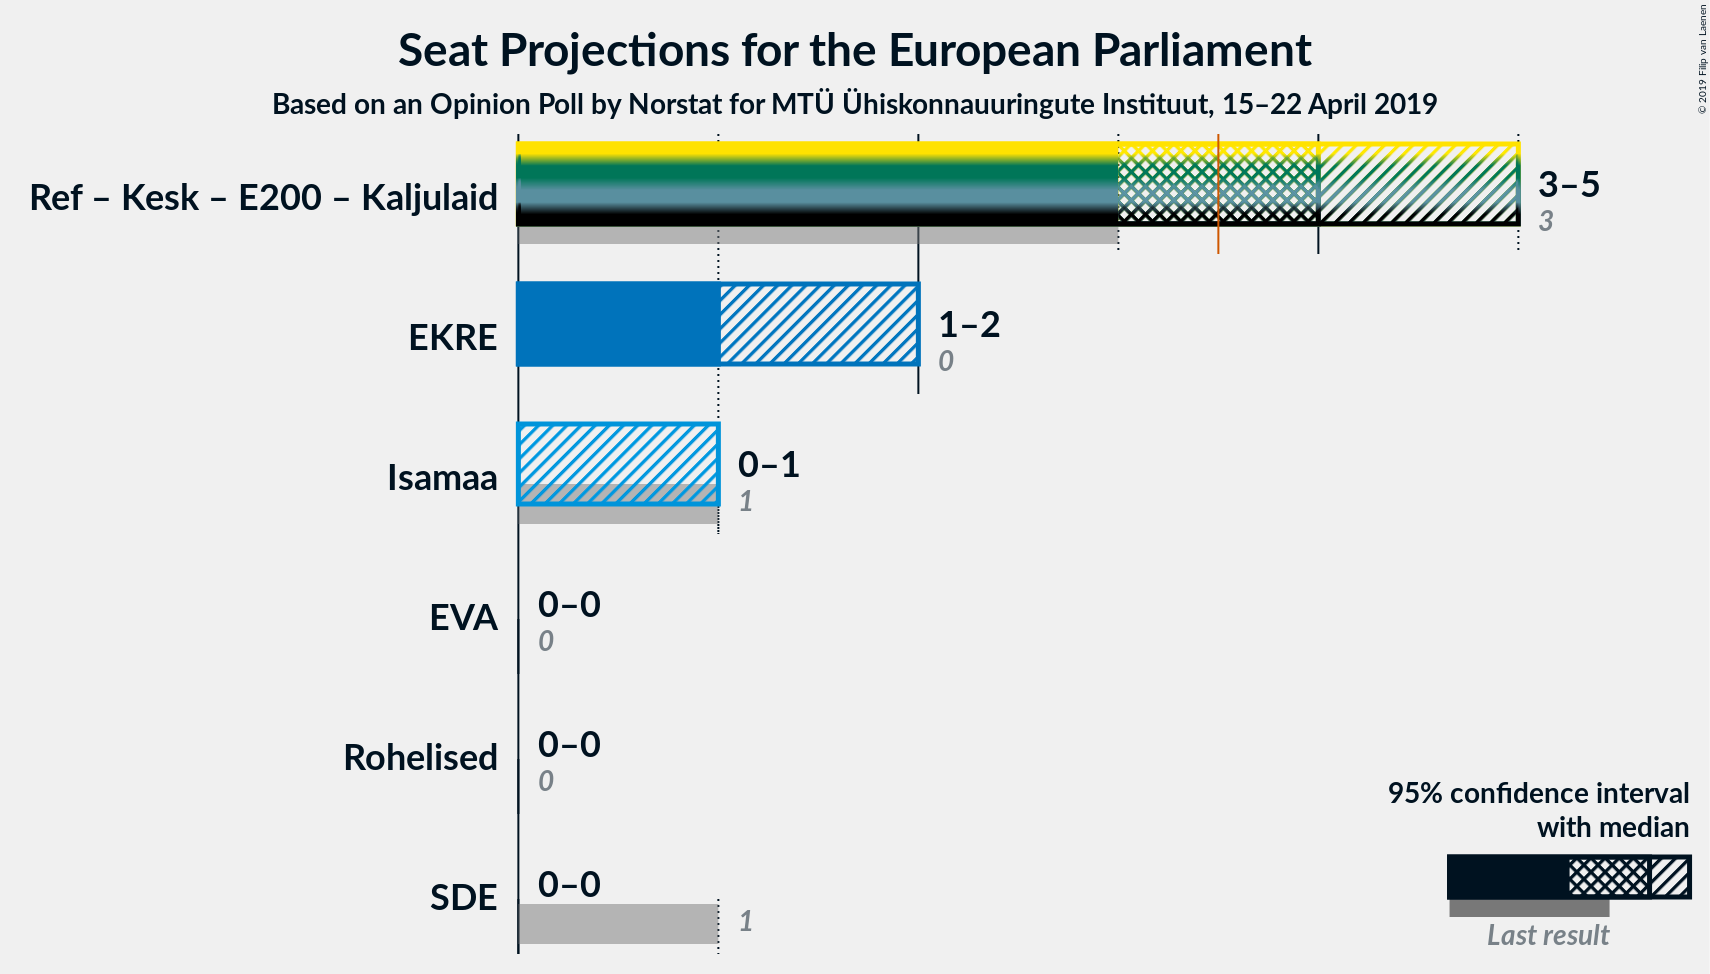 Seat Projections for the European Parliament
Based on an Opinion Poll by Norstat for MTÜ Ühiskonnauuringute Instituut, 15–22 April 2019
© 2019 Filip van Laenen
Ref – Kesk – E200 – Kaljulaid
3–5
3
EKRE
1–2
0
Isamaa
0–1
1
EVA
0–0
0
Rohelised
0–0
0
SDE
0–0
1
95% confidence interval
with median
Last result